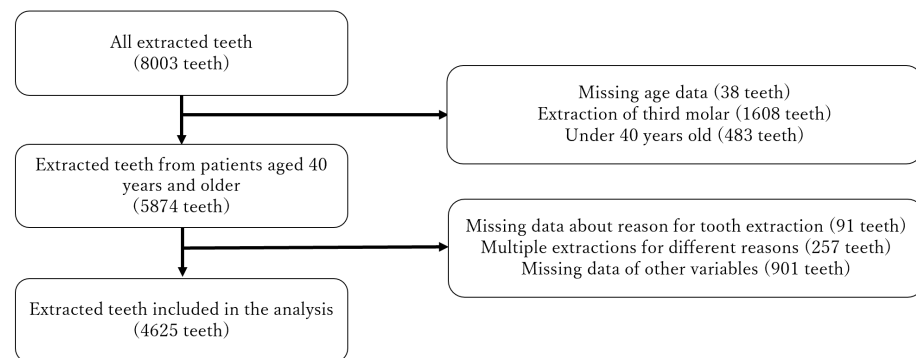 All extracted teeth
(8003 teeth)
Missing age data (38 teeth)
Extraction of third molar (1608 teeth)
Under 40 years old (483 teeth)
Extracted teeth from patients aged 40
years and older
(5874 teeth)
Missing data about reason for tooth extraction (91 teeth)
Multiple extractions for different reasons (257 teeth)
Missing data of other variables (901 teeth)
Extracted teeth included in the analysis
(4625 teeth)